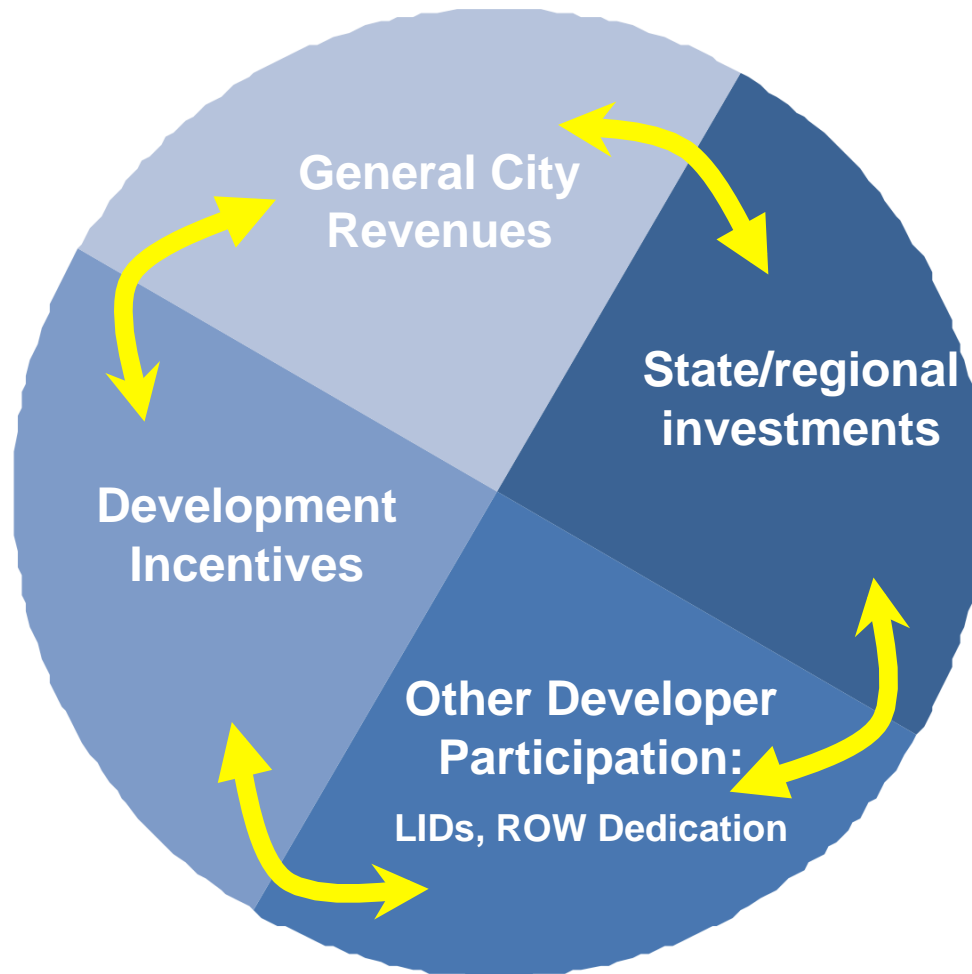 General City
Revenues
State/regional
investments
Development
Incentives
Other Developer
Participation:
LIDs, ROW Dedication